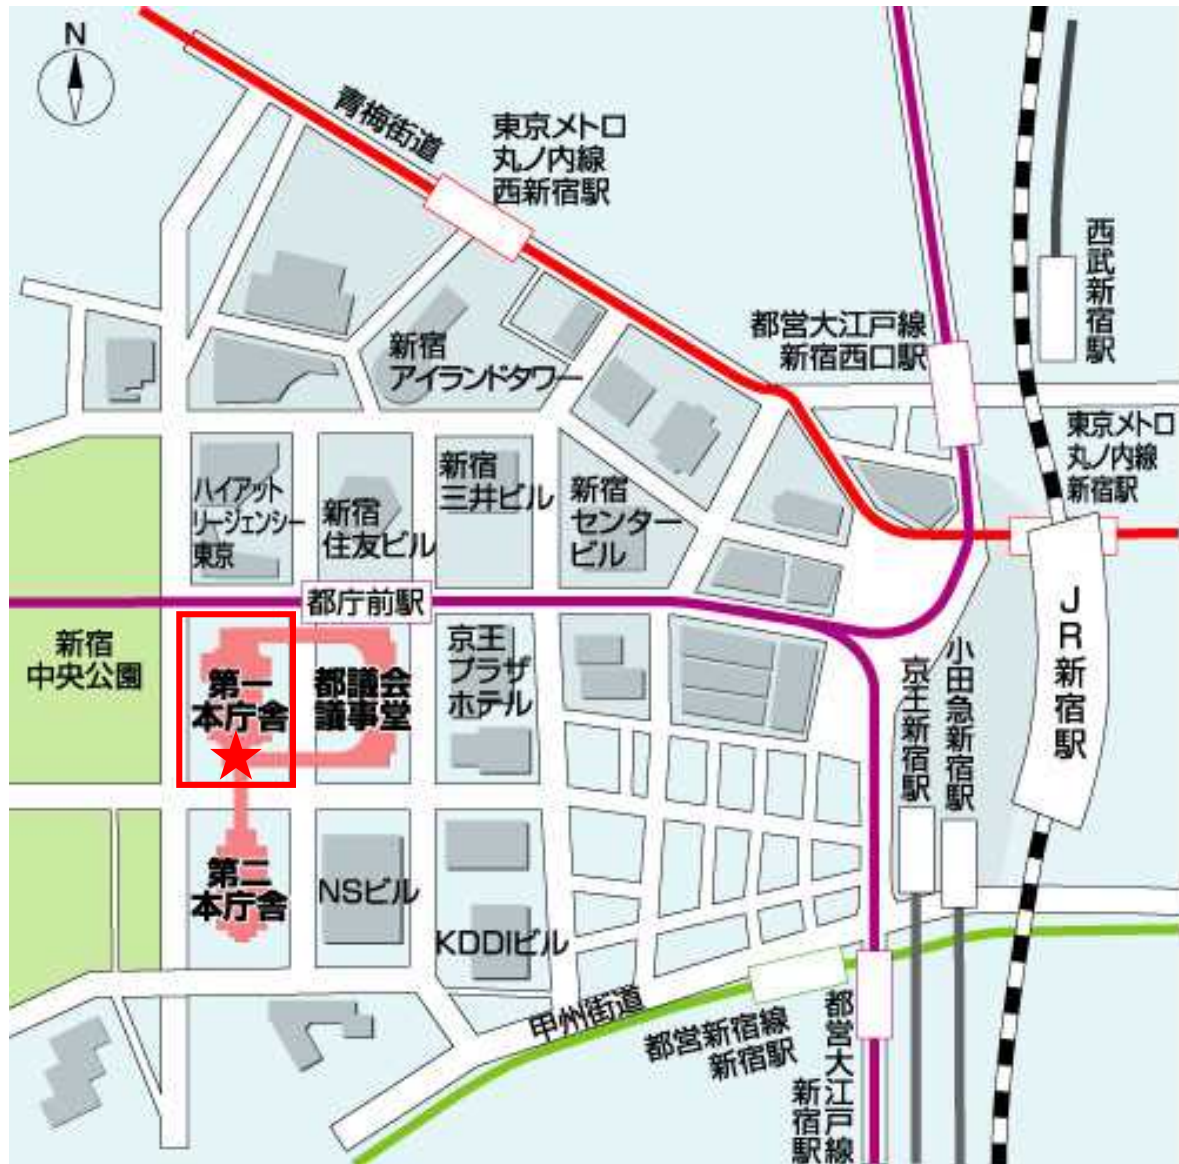 N
青梅街道
東京メトロ
丸ノ内線
西新宿駅
西武新宿駅
都営大江戸線
新宿西口駅
新宿
アイランドタワー
東京メトロ
丸ノ内線
新宿駅
ハイアット
リージェンシー
東京
新宿
住友ビル
新宿
三井ビル
新宿
センター
ビル
都庁前駅
JR新宿駅
新宿
中央公園
第一
本庁舎
都議会
議事堂
京王
プラザ
ホテル
京王新宿駅
小田急新宿駅
第二
本庁舎
NSビル
KDDIビル
甲州街道
都営新宿線
新宿駅
都営大江戸線
新宿駅